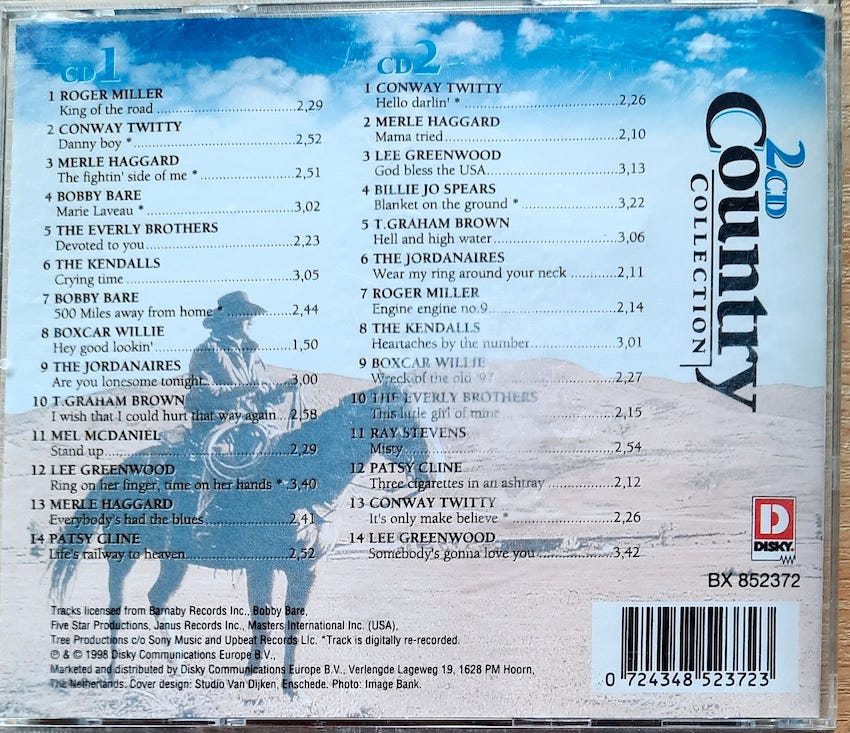 CD1
1 ROGER MILLER
King of the road 2,29
2 CONWAY TWITTY
Danny boy * 2,52
3 MERLE HAGGARD
The fightin' side of me * 2,51
4 BOBBY BARE
Marie Laveau * 3,02
5 THE EVERLY BROTHERS
Devoted to you 2,23
6 THE KENDALLS
Crying time 3,05
7 BOBBY BARE
500 Miles away from home * 2,44
8 BOXCAR WILLIE
Hey good lookin' 1,50
9 THE JORDANAIRES
Are you lonesome tonight 3,00
10 T.GRAHAM BROWN
I wish that I could hurt that way again 2,58
11 MEL MCDANIEL
Stand up 2,29
12 LEE GREENWOOD
Ring on her finger, time on her hands * 3,40
13 MERLE HAGGARD
Everybody's had the blues 2,41
14 PATSY CLINE
Life's railway to heaven 2,52
CD2
1 CONWAY TWITTY
Hello darlin' * 2,26
2 MERLE HAGGARD
Mama tried 2,10
3 LEE GREENWOOD
God bless the USA 3,13
4 BILLIE JO SPEARS
Blanket on the ground * 3,22
5 T.GRAHAM BROWN
Hell and high water 3,06
6 THE JORDANAIRES
Wear my ring around your neck 2,11
7 ROGER MILLER
Engine engine no.9 2,14
8 THE KENDALLS
Heartaches by the number 3,01
9 BOXCAR WILLIE
Wreck of the old '97 2,27
10 THE EVERLY BROTHERS
This little girl of mine 2,15
11 RAY STEVENS
Misty 2,54
12 PATSY CLINE
Three cigarettes in an ashtray 2,12
13 CONWAY TWITTY
It's only make believe * 2,26
14 LEE GREENWOOD
Somebody's gonna love you 3,42
2CD
Country
COLLECTION
D
DISKY
BX 852372
Tracks licensed from Barnaby Records Inc., Bobby Bare,
Five Star Productions, Janus Records Inc., Masters International Inc. (USA),
Tree Productions c/o Sony Music and Upbeat Records Llc. *Track is digitally re-recorded.
℗ & © 1998 Disky Communications Europe B.V.,
Marketed and distributed by Disky Communications Europe B.V., Verlengde Lageweg 19, 1628 PM Hoorn,
The Netherlands. Cover design: Studio Van Dijken, Enschede. Photo: Image Bank.
0 724348 523723